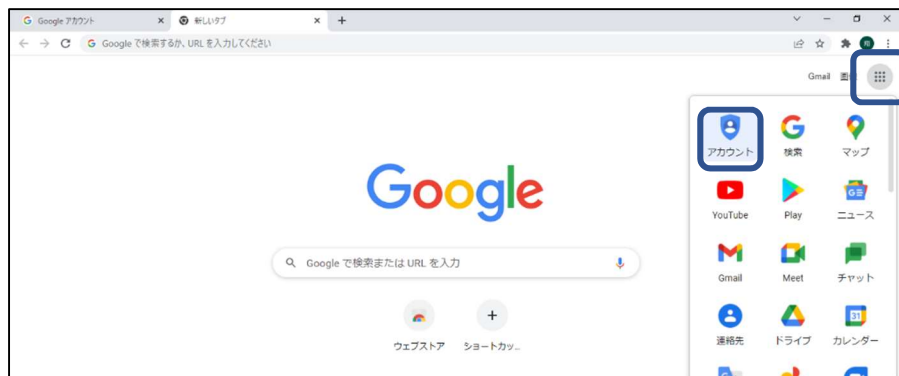 Google アカウント
新しいタブ
Google で検索するか、URL を入力してください
Gmail
アカウント 検索 マップ
Google
YouTube Play ニュース
Google で検索または URL を入力
Gmail Meet チャット
31
連絡先 ドライブ カレンダー
ウェブストア ショートカッ...